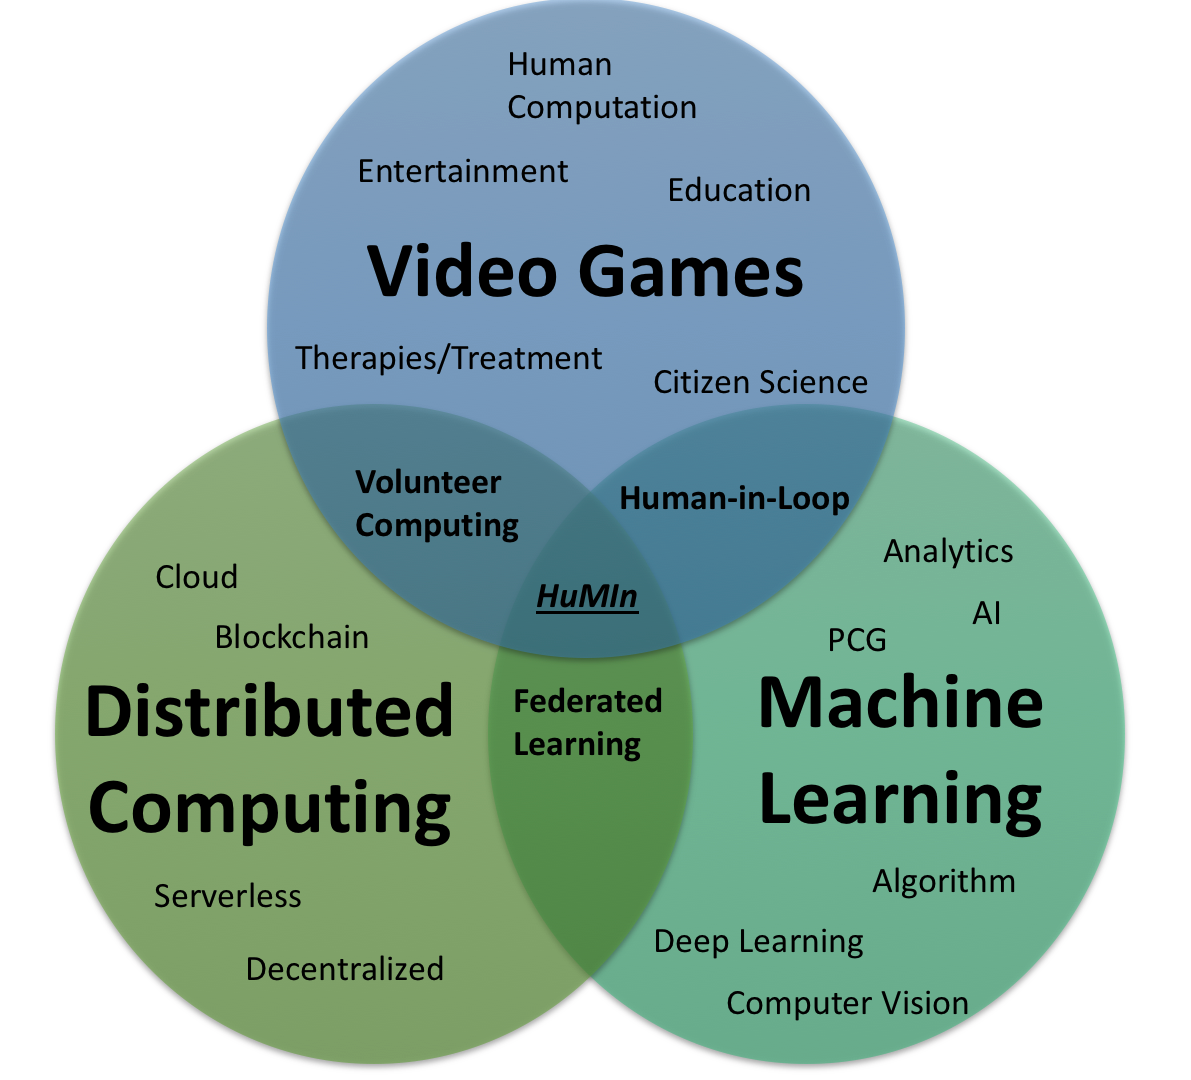 Human
Computation
Entertainment
Education
Video Games
Therapies/Treatment
Citizen Science
Volunteer
Computing
Human-in-Loop
HuMIn
Federated
Learning
Cloud
Blockchain
Distributed
Computing
Serverless
Decentralized
Analytics
AI
PCG
Machine
Learning
Algorithm
Deep Learning
Computer Vision